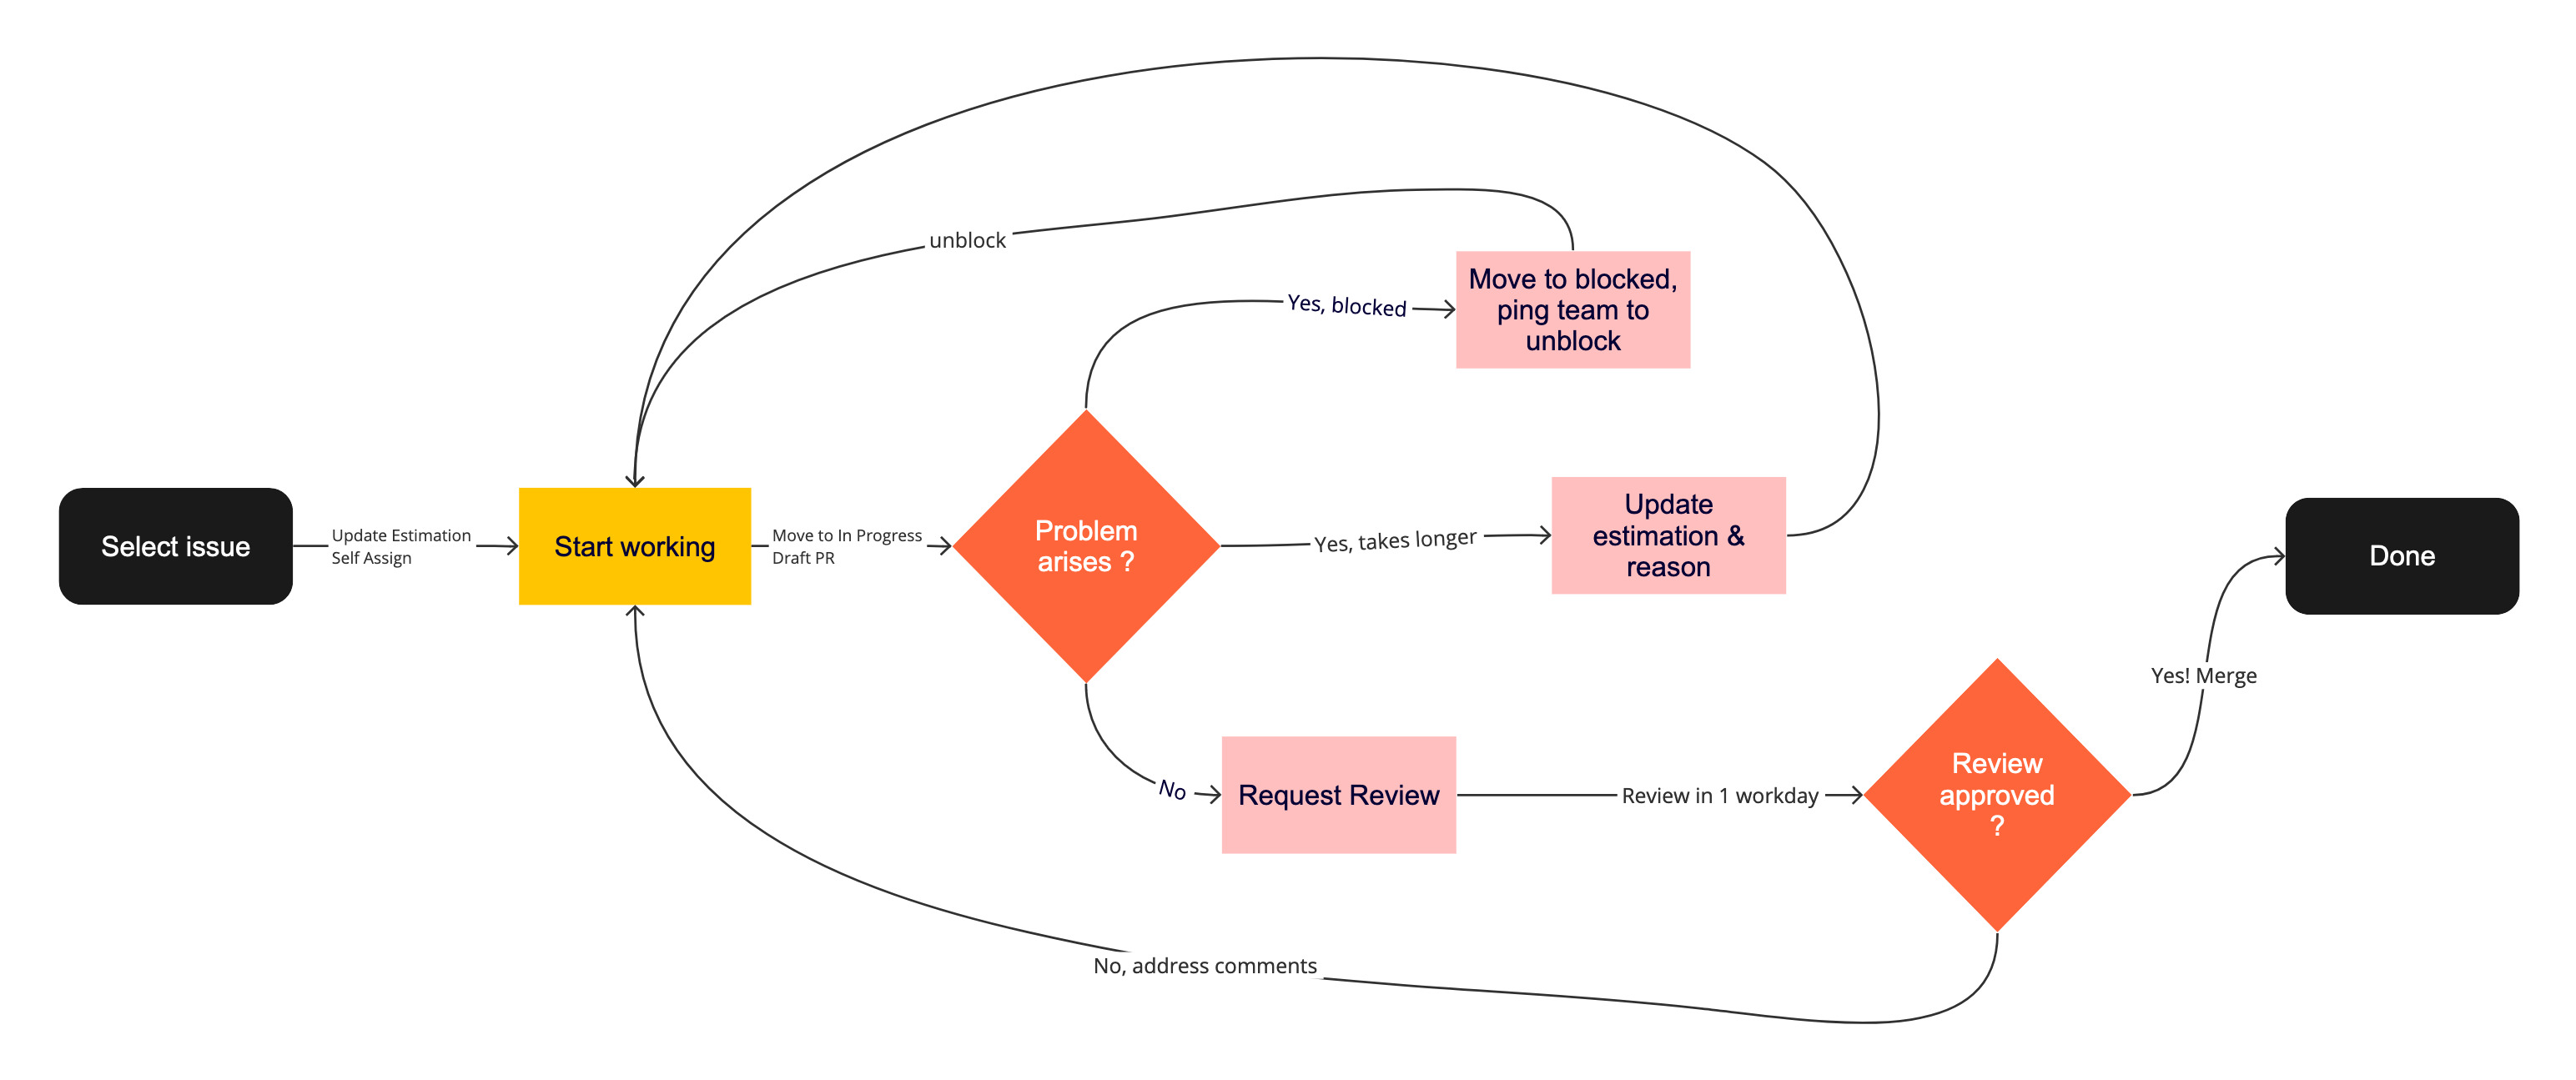 unblock
Yes, blocked
Move to blocked,
ping team to
unblock
Select issue
Update Estimation
Self Assign
Start working
Move to In Progress
Draft PR
Problem
arises ?
Yes, takes longer
Update
estimation &
reason
Done
Yes! Merge
No
Request Review
Review in 1 workday
Review
approved
?
No, address comments